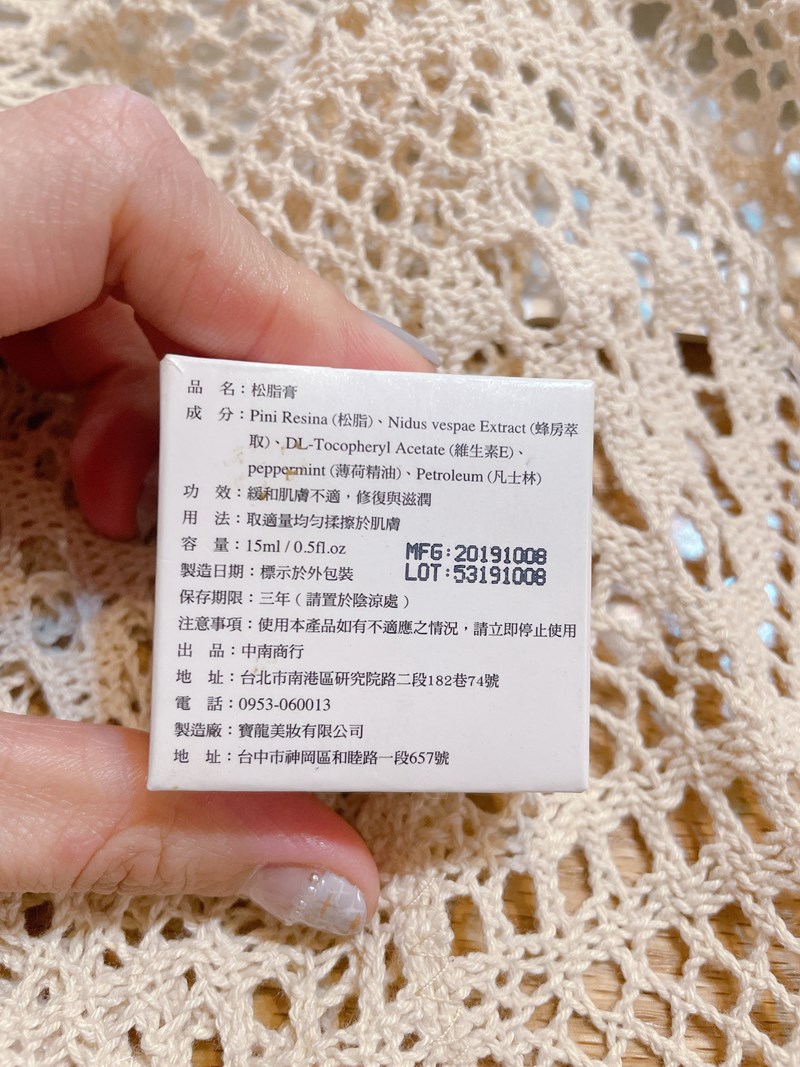 品　名：松脂膏
成　分：Pini Resina (松脂)、Nidus vespae Extract (蜂房萃
取)、DL-Tocopheryl Acetate (維生素E)、
peppermint (薄荷精油)、Petroleum (凡士林)
功　效：緩和肌膚不適，修復與滋潤
用　法：取適量均勻揉擦於肌膚
容　量：15ml / 0.5fl.oz
MFG:20191008
LOT:53191008
製造日期：標示於外包裝
保存期限：三年 ( 請置於陰涼處 )
注意事項：使用本產品如有不適應之情況，請立即停止使用
出　品：中南商行
地　址：台北市南港區研究院路二段182巷74號
電　話：0953-060013
製造廠：寶龍美妝有限公司
地　址：台中市神岡區和睦路一段657號